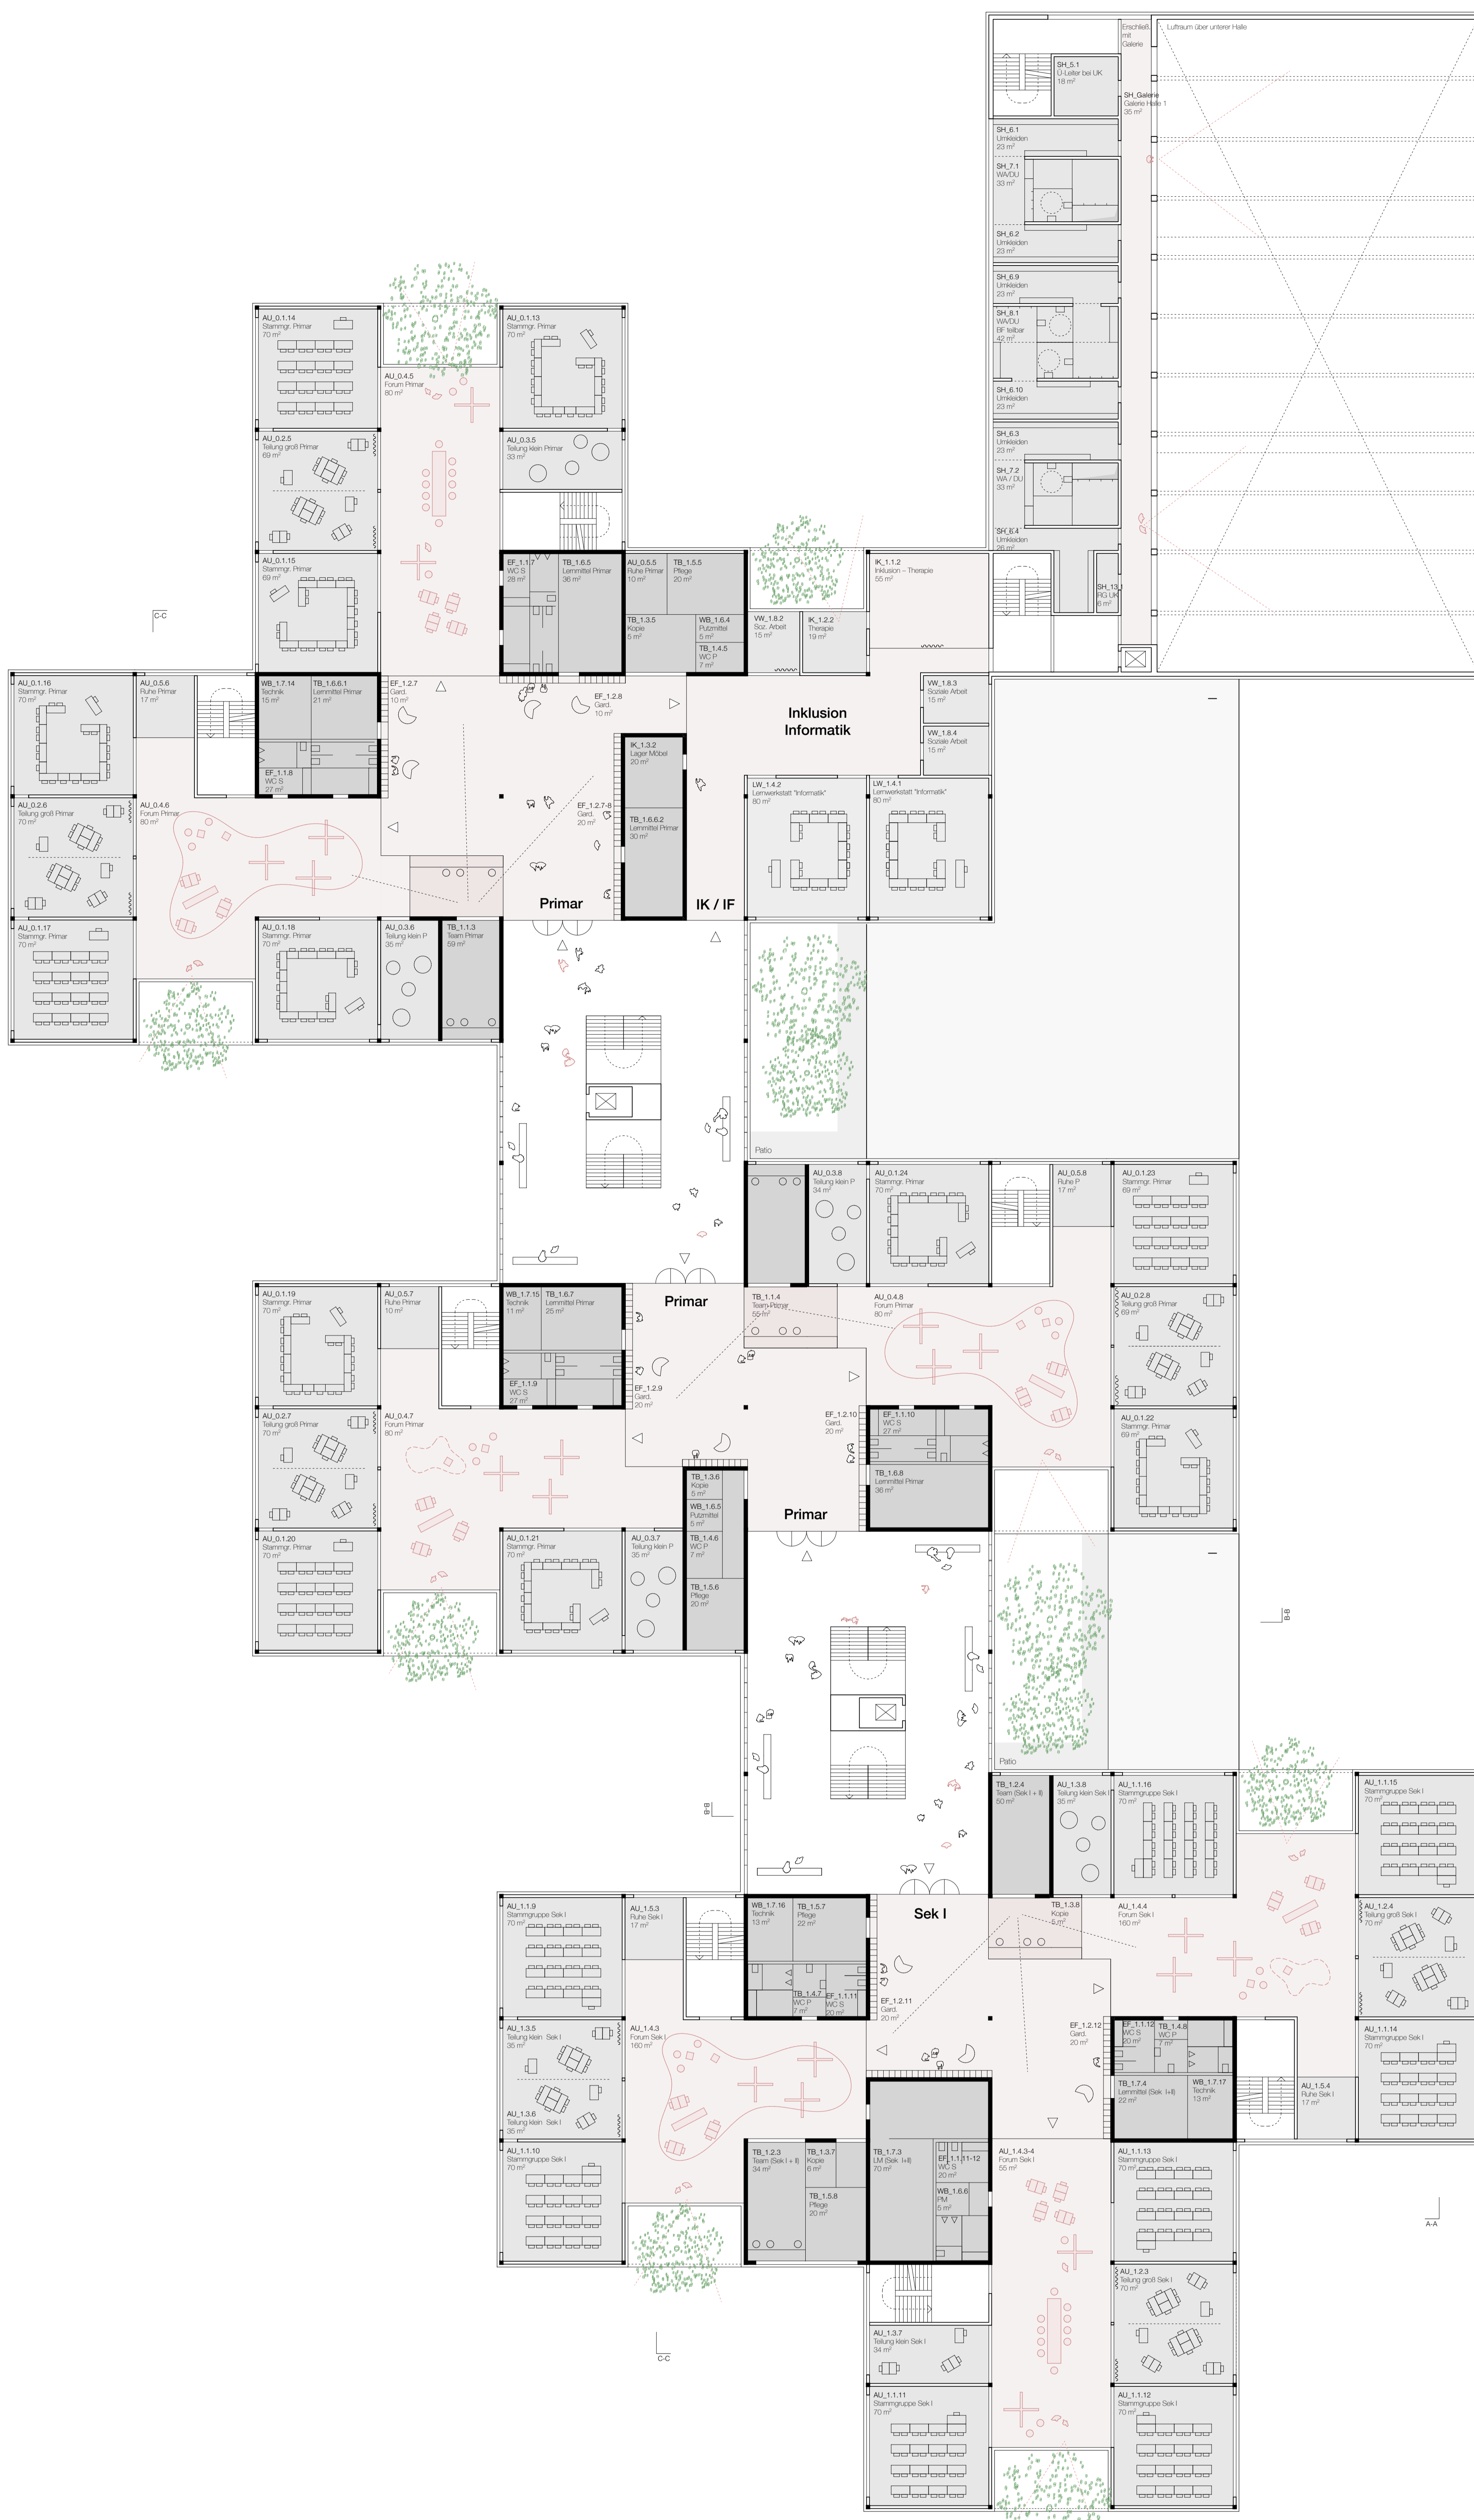 Erschließ.
mit
Galerie
Luftraum über unterer Halle
SH_5.1
Ü-Leiter bei UK
18 m²
SH_Galerie
Galerie Halle 1
35 m²
SH_6.1
Umkleiden
23 m²
SH_7.1
WA/DU
33 m²
SH_6.2
Umkleiden
23 m²
SH_6.9
Umkleiden
23 m²
SH_8.1
WA/DU
BF teilbar
42 m²
SH_6.10
Umkleiden
23 m²
SH_6.3
Umkleiden
23 m²
SH_7.2
WA / DU
33 m²
SH_6.4
Umkleiden
26 m²
SH_13.1
RG UK
6 m²
AU_0.1.14
Stammgr. Primar
70 m²
AU_0.4.5
Forum Primar
80 m²
AU_0.1.13
Stammgr. Primar
70 m²
AU_0.2.5
Teilung groß Primar
69 m²
AU_0.3.5
Teilung klein Primar
33 m²
AU_0.1.15
Stammgr. Primar
69 m²
EF_1.1.7
WC S
28 m²
TB_1.6.5
Lernmittel Primar
36 m²
AU_0.5.5
Ruhe Primar
10 m²
TB_1.5.5
Pflege
20 m²
TB_1.3.5
Kopie
5 m²
WB_1.6.4
Putzmittel
5 m²
TB_1.4.5
WC P
7 m²
VW_1.8.2
Soz. Arbeit
15 m²
IK_1.2.2
Therapie
19 m²
IK_1.1.2
Inklusion – Therapie
55 m²
C-C
AU_0.1.16
Stammgr. Primar
70 m²
AU_0.5.6
Ruhe Primar
17 m²
WB_1.7.14
Technik
15 m²
TB_1.6.6.1
Lernmittel Primar
21 m²
EF_1.1.8
WC S
27 m²
EF_1.2.7
Gard.
10 m²
EF_1.2.8
Gard.
10 m²
Inklusion
Informatik
VW_1.8.3
Soziale Arbeit
15 m²
VW_1.8.4
Soziale Arbeit
15 m²
IK_1.3.2
Lager Möbel
20 m²
EF_1.2.7-8
Gard.
20 m²
TB_1.6.6.2
Lernmittel Primar
30 m²
LW_1.4.2
Lernwerkstatt "Informatik"
80 m²
LW_1.4.1
Lernwerkstatt "Informatik"
80 m²
AU_0.2.6
Teilung groß Primar
70 m²
AU_0.4.6
Forum Primar
80 m²
Primar
IK / IF
AU_0.1.17
Stammgr. Primar
70 m²
AU_0.1.18
Stammgr. Primar
70 m²
AU_0.3.6
Teilung klein P
35 m²
TB_1.1.3
Team Primar
59 m²
Patio
AU_0.3.8
Teilung klein P
34 m²
AU_0.1.24
Stammgr. Primar
70 m²
AU_0.5.8
Ruhe P
17 m²
AU_0.1.23
Stammgr. Primar
69 m²
AU_0.1.19
Stammgr. Primar
70 m²
AU_0.5.7
Ruhe Primar
10 m²
WB_1.7.15
Technik
11 m²
TB_1.6.7
Lernmittel Primar
25 m²
EF_1.1.9
WC S
27 m²
Primar
TB_1.1.4
Team Primar
55 m²
AU_0.4.8
Forum Primar
80 m²
AU_0.2.8
Teilung groß Primar
69 m²
EF_1.2.9
Gard.
20 m²
EF_1.2.10
Gard.
20 m²
EF_1.1.10
WC S
27 m²
TB_1.6.8
Lernmittel Primar
36 m²
AU_0.1.22
Stammgr. Primar
69 m²
AU_0.2.7
Teilung groß Primar
70 m²
AU_0.4.7
Forum Primar
80 m²
TB_1.3.6
Kopie
5 m²
WB_1.6.5
Putzmittel
5 m²
TB_1.4.6
WC P
7 m²
TB_1.5.6
Pflege
20 m²
Primar
AU_0.1.20
Stammgr. Primar
70 m²
AU_0.1.21
Stammgr. Primar
70 m²
AU_0.3.7
Teilung klein P
35 m²
B-B
Patio
B-B
TB_1.2.4
Team (Sek I + II)
50 m²
AU_1.3.8
Teilung klein Sek I
35 m²
AU_1.1.16
Stammgruppe Sek I
70 m²
AU_1.1.15
Stammgruppe Sek I
70 m²
AU_1.1.9
Stammgruppe Sek I
70 m²
AU_1.5.3
Ruhe Sek I
17 m²
WB_1.7.16
Technik
13 m²
TB_1.5.7
Pflege
22 m²
TB_1.4.7
WC P
7 m²
EF_1.1.11
WC S
20 m²
Sek I
EF_1.2.11
Gard.
20 m²
TB_1.3.8
Kopie
5 m²
AU_1.4.4
Forum Sek I
160 m²
AU_1.2.4
Teilung groß Sek I
70 m²
EF_1.2.12
Gard.
20 m²
EF_1.1.12
WC S
20 m²
TB_1.4.8
WC P
7 m²
TB_1.7.4
Lernmittel (Sek I+II)
22 m²
WB_1.7.17
Technik
13 m²
AU_1.5.4
Ruhe Sek I
17 m²
AU_1.1.14
Stammgruppe Sek I
70 m²
AU_1.3.5
Teilung klein Sek I
35 m²
AU_1.3.6
Teilung klein Sek I
35 m²
AU_1.4.3
Forum Sek I
160 m²
AU_1.1.10
Stammgruppe Sek I
70 m²
TB_1.2.3
Team (Sek I + II)
34 m²
TB_1.3.7
Kopie
6 m²
TB_1.5.8
Pflege
20 m²
TB_1.7.3
LM (Sek I+II)
70 m²
EF_1.1.11-12
WC S
20 m²
WB_1.6.6
PM
5 m²
AU_1.4.3-4
Forum Sek I
55 m²
AU_1.1.13
Stammgruppe Sek I
70 m²
A-A
AU_1.2.3
Teilung groß Sek I
70 m²
C-C
AU_1.3.7
Teilung klein Sek I
34 m²
AU_1.1.11
Stammgruppe Sek I
70 m²
AU_1.1.12
Stammgruppe Sek I
70 m²